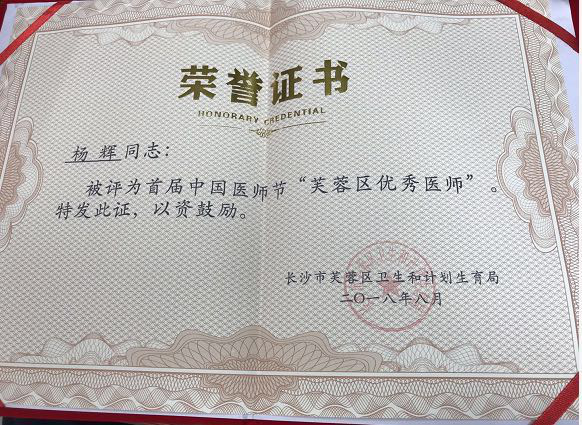 荣誉证书
HONORARY CREDENTIAL
杨辉同志：
被评为首届中国医师节“芙蓉区优秀医师”。
特发此证，以资鼓励。
长沙市芙蓉区卫生和计划生育局
二〇一八年八月